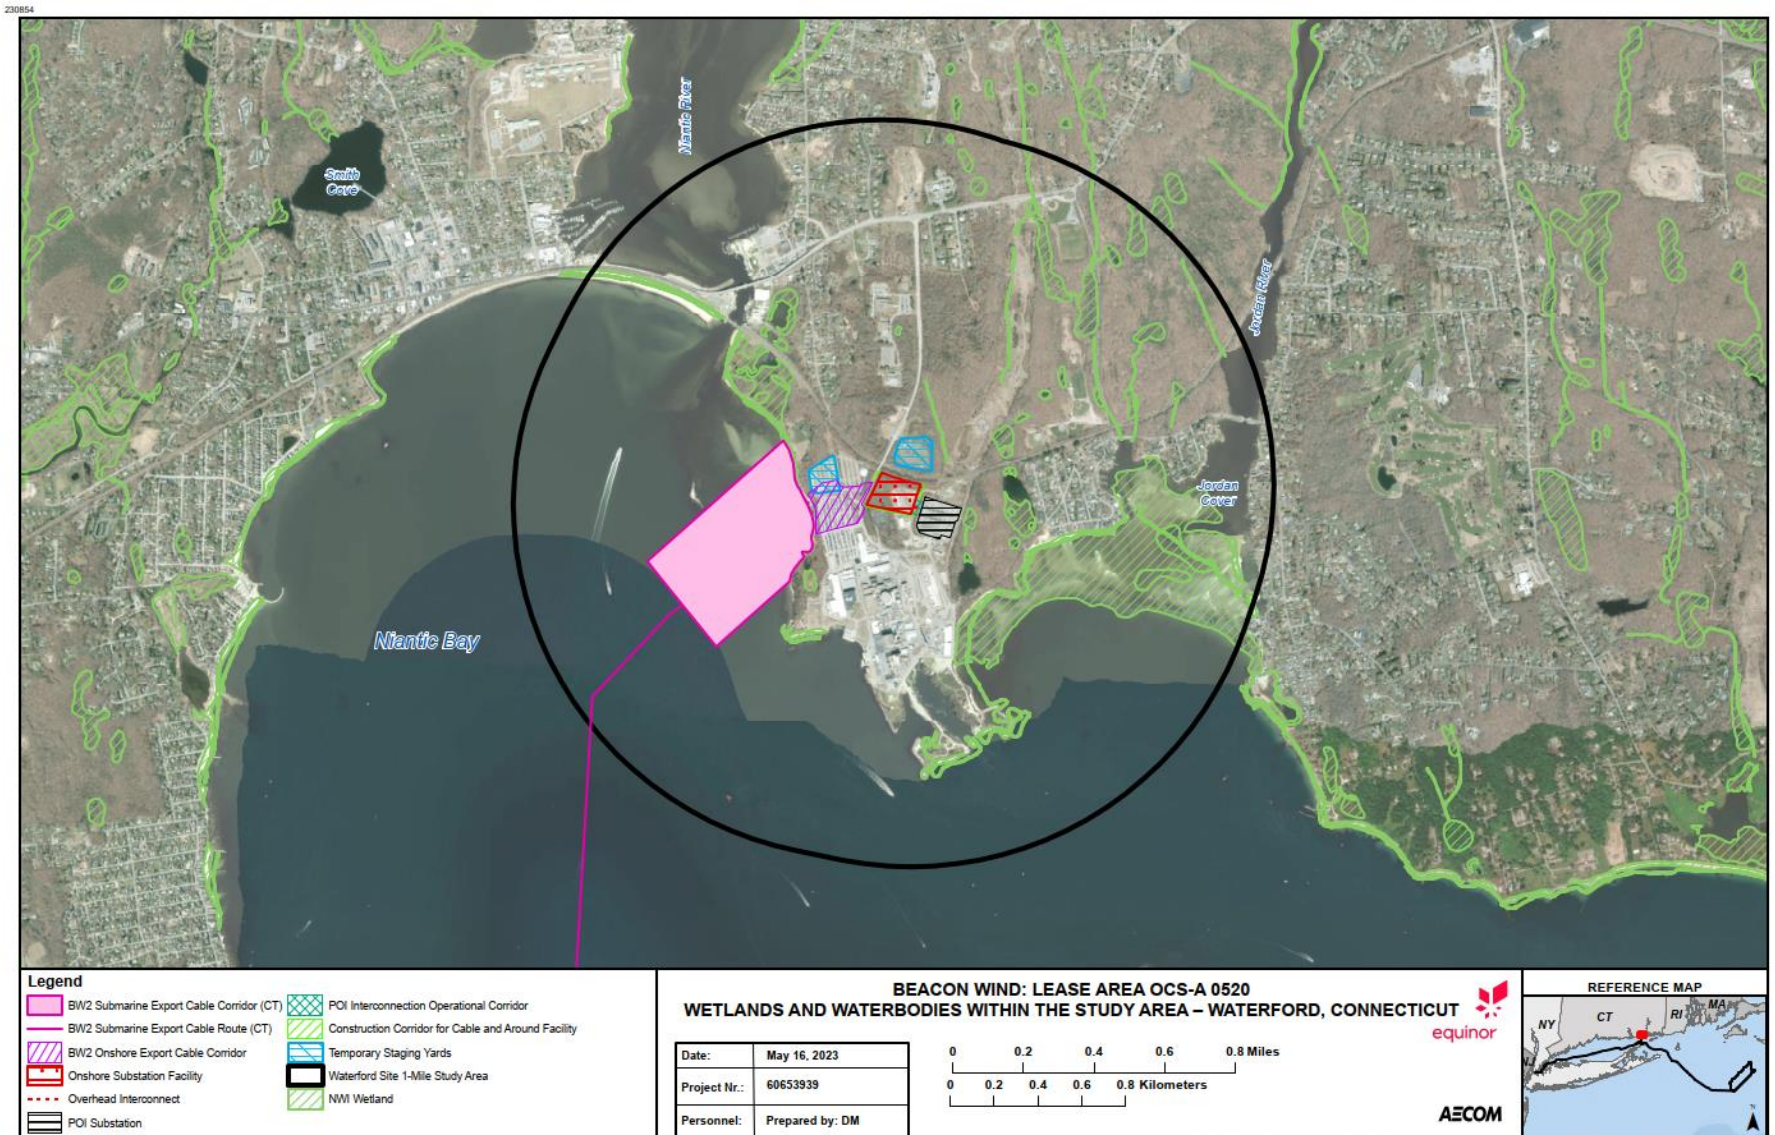 230854
Niantic River
Smith
Cove
Jordan River
Jordan
Cover
Niantic Bay
Legend
BW2 Submarine Export Cable Corridor (CT)
BW2 Submarine Export Cable Route (CT)
BW2 Onshore Export Cable Corridor
Onshore Substation Facility
Overhead Interconnect
POI Substation
POI Interconnection Operational Corridor
Construction Corridor for Cable and Around Facility
Temporary Staging Yards
Waterford Site 1-Mile Study Area
NWI Wetland
BEACON WIND: LEASE AREA OCS-A 0520
WETLANDS AND WATERBODIES WITHIN THE STUDY AREA – WATERFORD, CONNECTICUT
equinor
Date: May 16, 2023
Project Nr.: 60653939
Personnel: Prepared by: DM
0 0.2 0.4 0.6 0.8 Miles
0 0.2 0.4 0.6 0.8 Kilometers
AECOM
REFERENCE MAP
NY CT RI MA
NJ
N